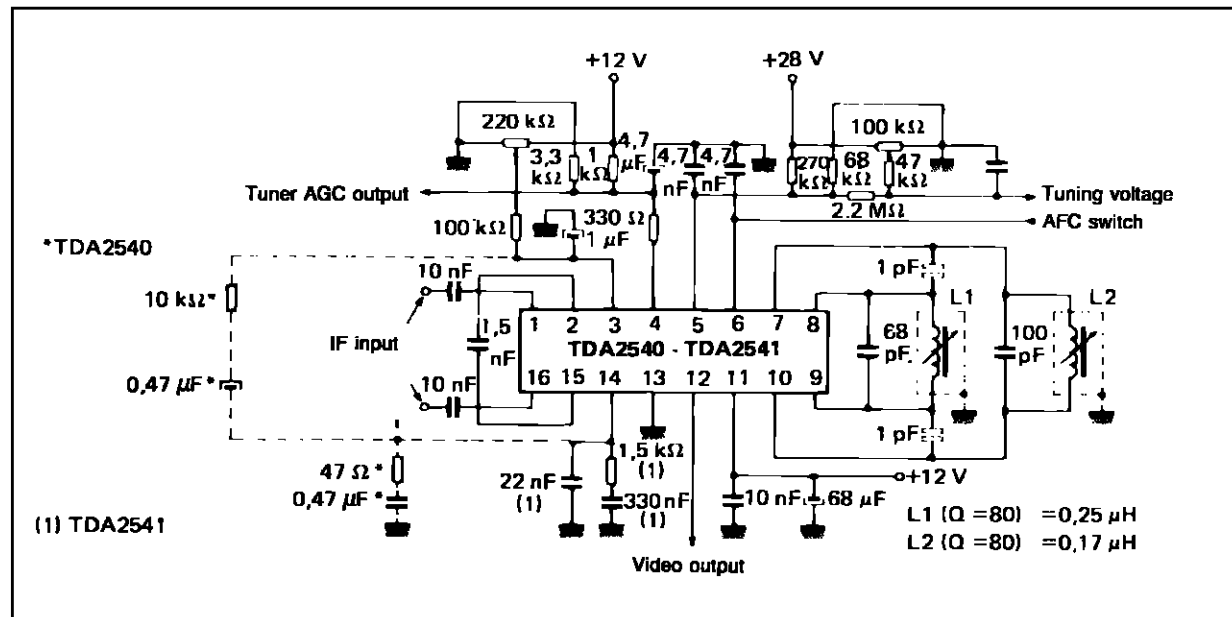 +12 V
+28 V
220 kΩ
3,3 kΩ
1 kΩ
4,7 µF
4,7 nF
4,7 nF
270 kΩ
68 kΩ
100 kΩ
47 kΩ
Tuner AGC output
Tuning voltage
2.2 MΩ
AFC switch
100 kΩ
330 Ω
1 µF
*TDA2540
10 nF
1 pF
L1
L2
10 kΩ*
IF input
1,5 nF
1 2 3 4 5 6 7 8
TDA2540 - TDA2541
16 15 14 13 12 11 10 9
68 pF
100 pF
0,47 µF*
10 nF
1 pF
1,5 kΩ (1)
47 Ω*
22 nF (1)
+12 V
0,47 µF*
330 nF (1)
10 nF
68 µF
(1) TDA2541
L1 (Q =80) =0,25 µH
L2 (Q =80) =0,17 µH
Video output